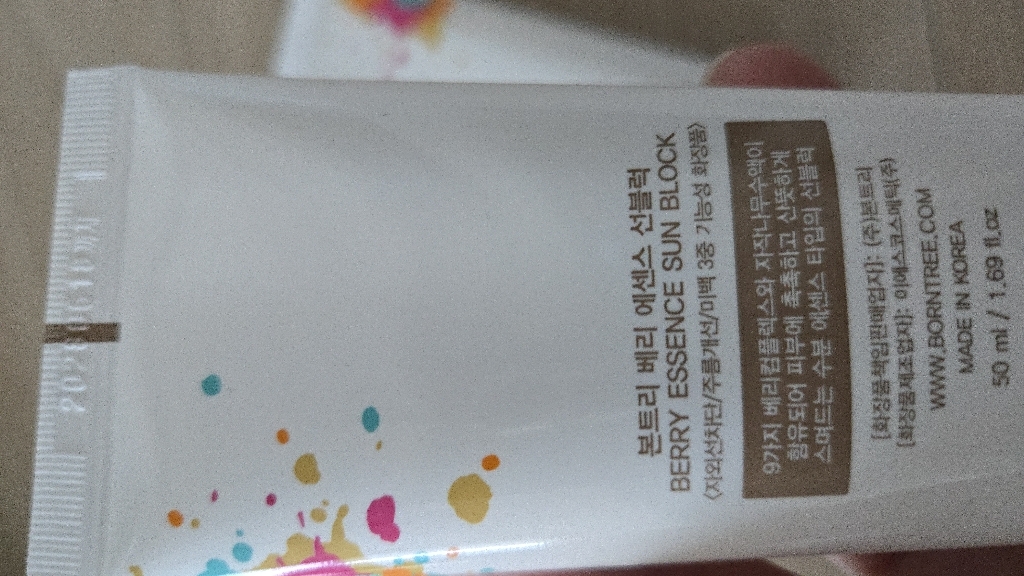 본트리 베리 에센스 선블럭
BERRY ESSENCE SUN BLOCK
<자외선차단/주름개선/미백 3중 기능성 화장품>
9가지 베리컴플렉스와 자작나무수액이
함유되어 피부에 촉촉하고 산뜻하게
스며드는 수분 에센스 타입의 선블럭
[화장품책임판매업자]: (주)본트리
[화장품제조업자]: 이에스코스메틱(주)
WWW.BORNTREE.COM
MADE IN KOREA
50 ml / 1.69 fl.oz